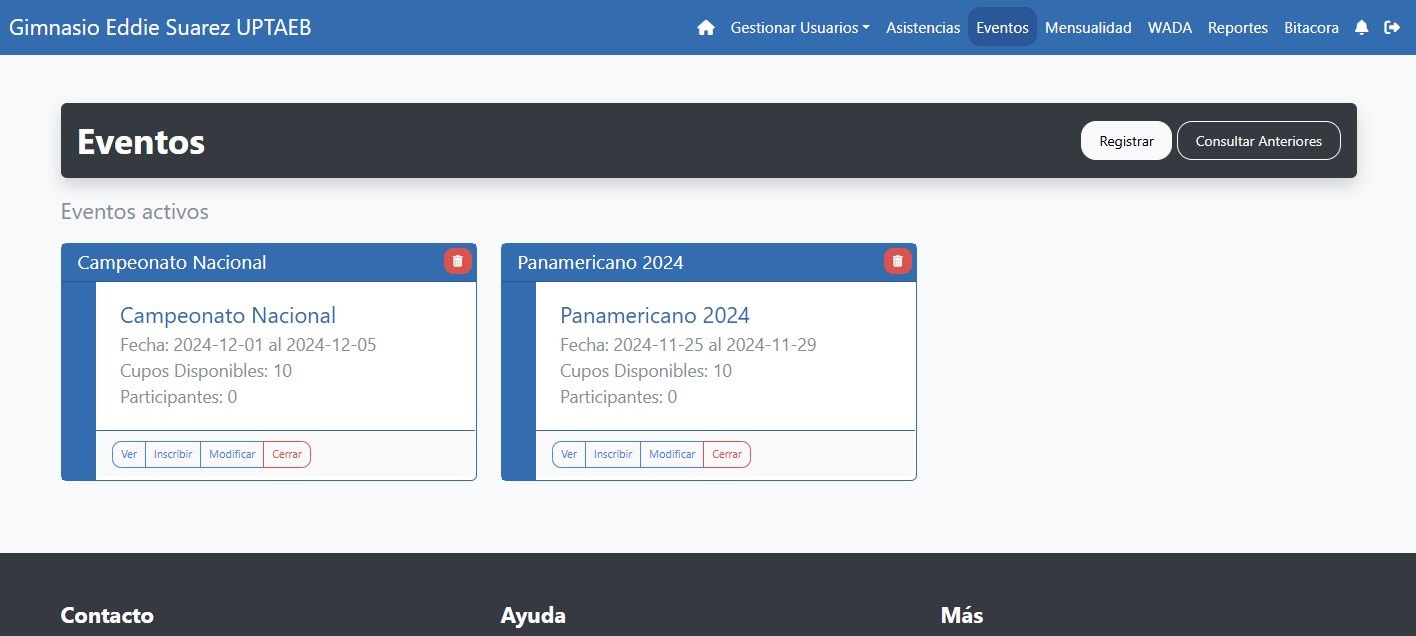 Gimnasio Eddie Suarez UPTAEB
Gestionar Usuarios
Asistencias
Eventos
Mensualidad
WADA
Reportes
Bitacora
Eventos
Registrar
Consultar Anteriores
Eventos activos
Campeonato Nacional
Campeonato Nacional
Fecha: 2024-12-01 al 2024-12-05
Cupos Disponibles: 10
Participantes: 0
Ver
Inscribir
Modificar
Cerrar
Panamericano 2024
Panamericano 2024
Fecha: 2024-11-25 al 2024-11-29
Cupos Disponibles: 10
Participantes: 0
Ver
Inscribir
Modificar
Cerrar
Contacto
Ayuda
Más